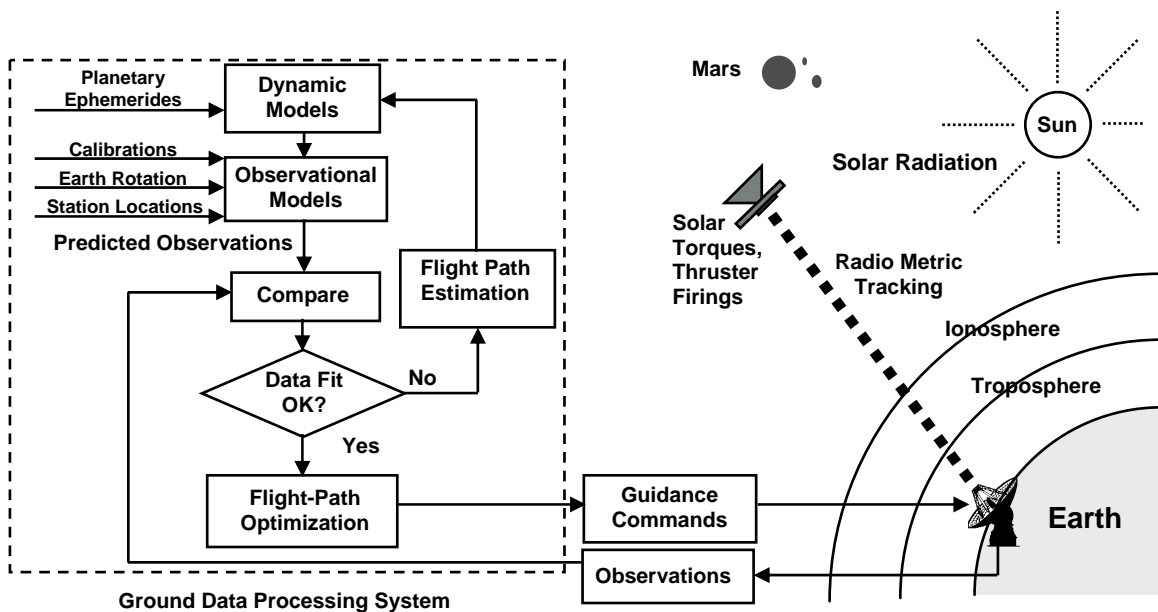 Planetary
Ephemerides
Dynamic
Models
Calibrations
Earth Rotation
Station Locations
Observational
Models
Predicted Observations
Compare
Flight Path
Estimation
Data Fit
OK?
No
Yes
Flight-Path
Optimization
Guidance
Commands
Observations
Ground Data Processing System
Mars
Sun
Solar Radiation
Solar
Torques,
Thruster
Firings
Radio Metric
Tracking
Ionosphere
Troposphere
Earth